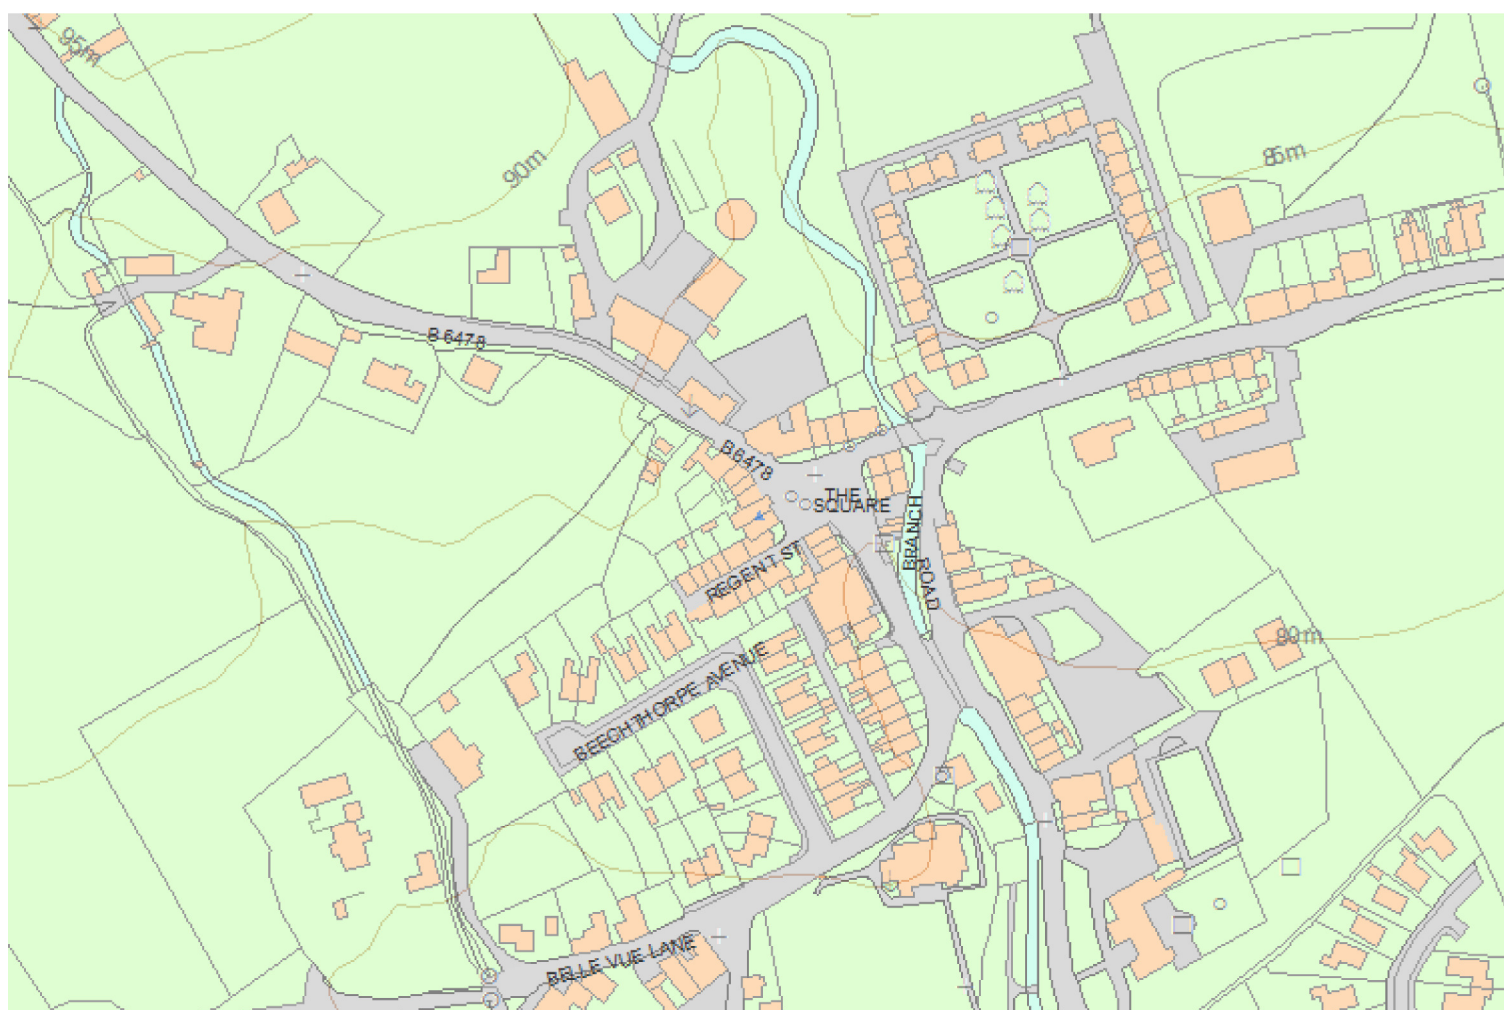 95m
90m
85m
B 6478
B6478
THE
SQUARE
BRANCH
ROAD
REGENT ST
BEECHTHORPE AVENUE
80m
BELLE VUE LANE